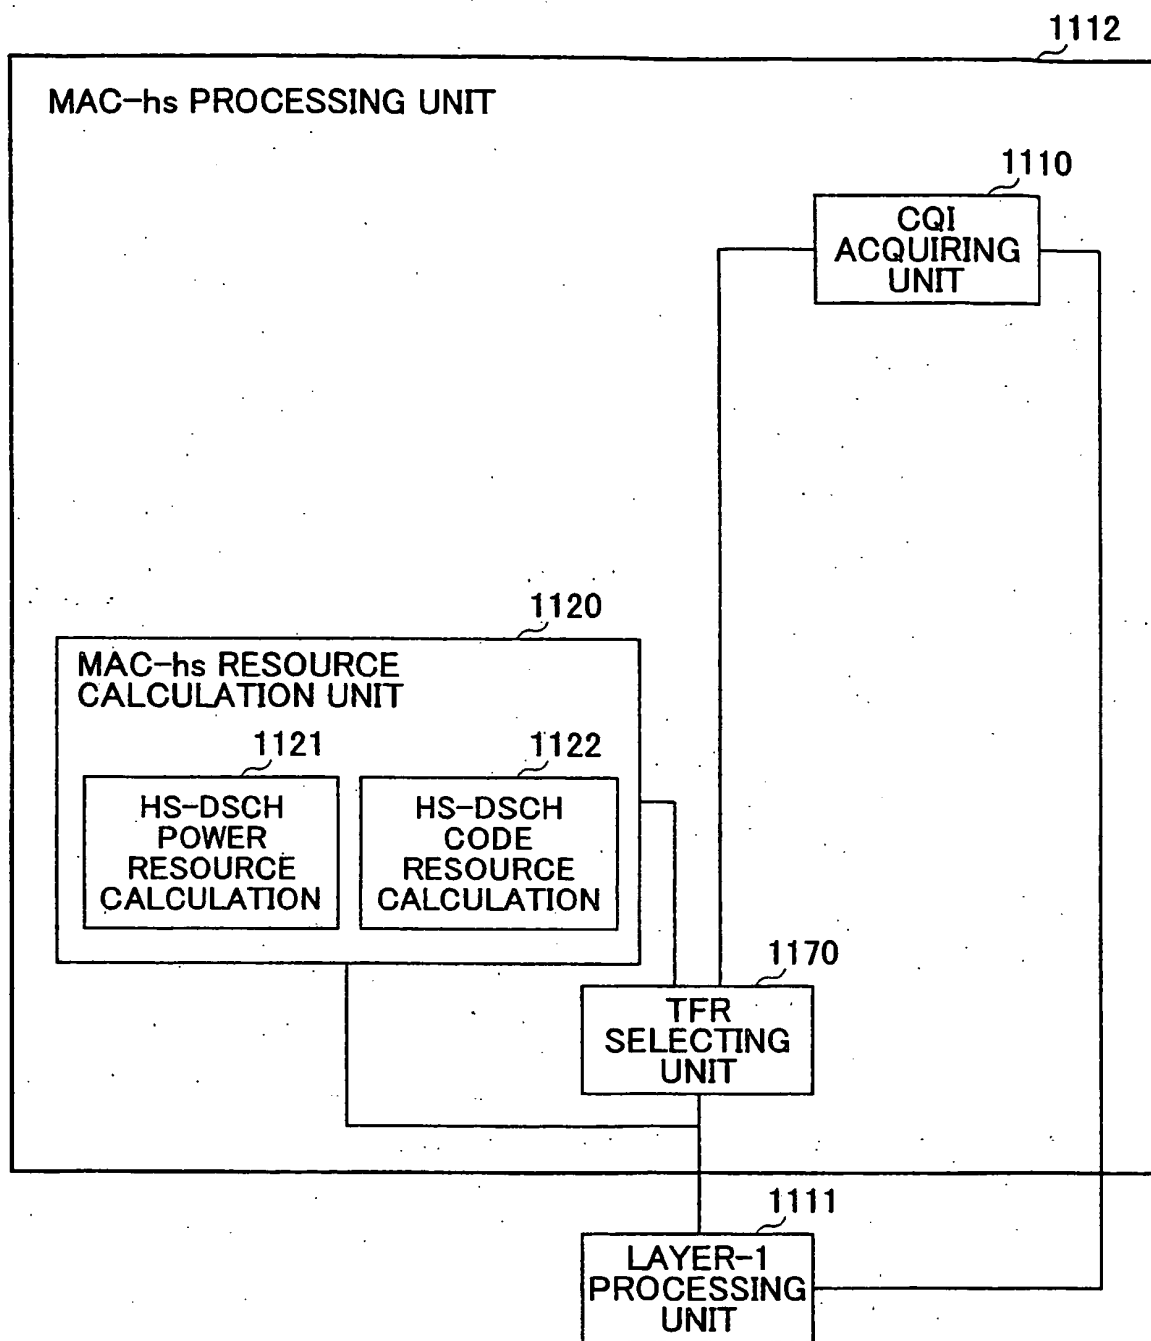 1112
MAC-hs PROCESSING UNIT
1110
CQI
ACQUIRING
UNIT
1120
MAC-hs RESOURCE
CALCULATION UNIT
1121
HS-DSCH
POWER
RESOURCE
CALCULATION
1122
HS-DSCH
CODE
RESOURCE
CALCULATION
1170
TFR
SELECTING
UNIT
1111
LAYER-1
PROCESSING
UNIT